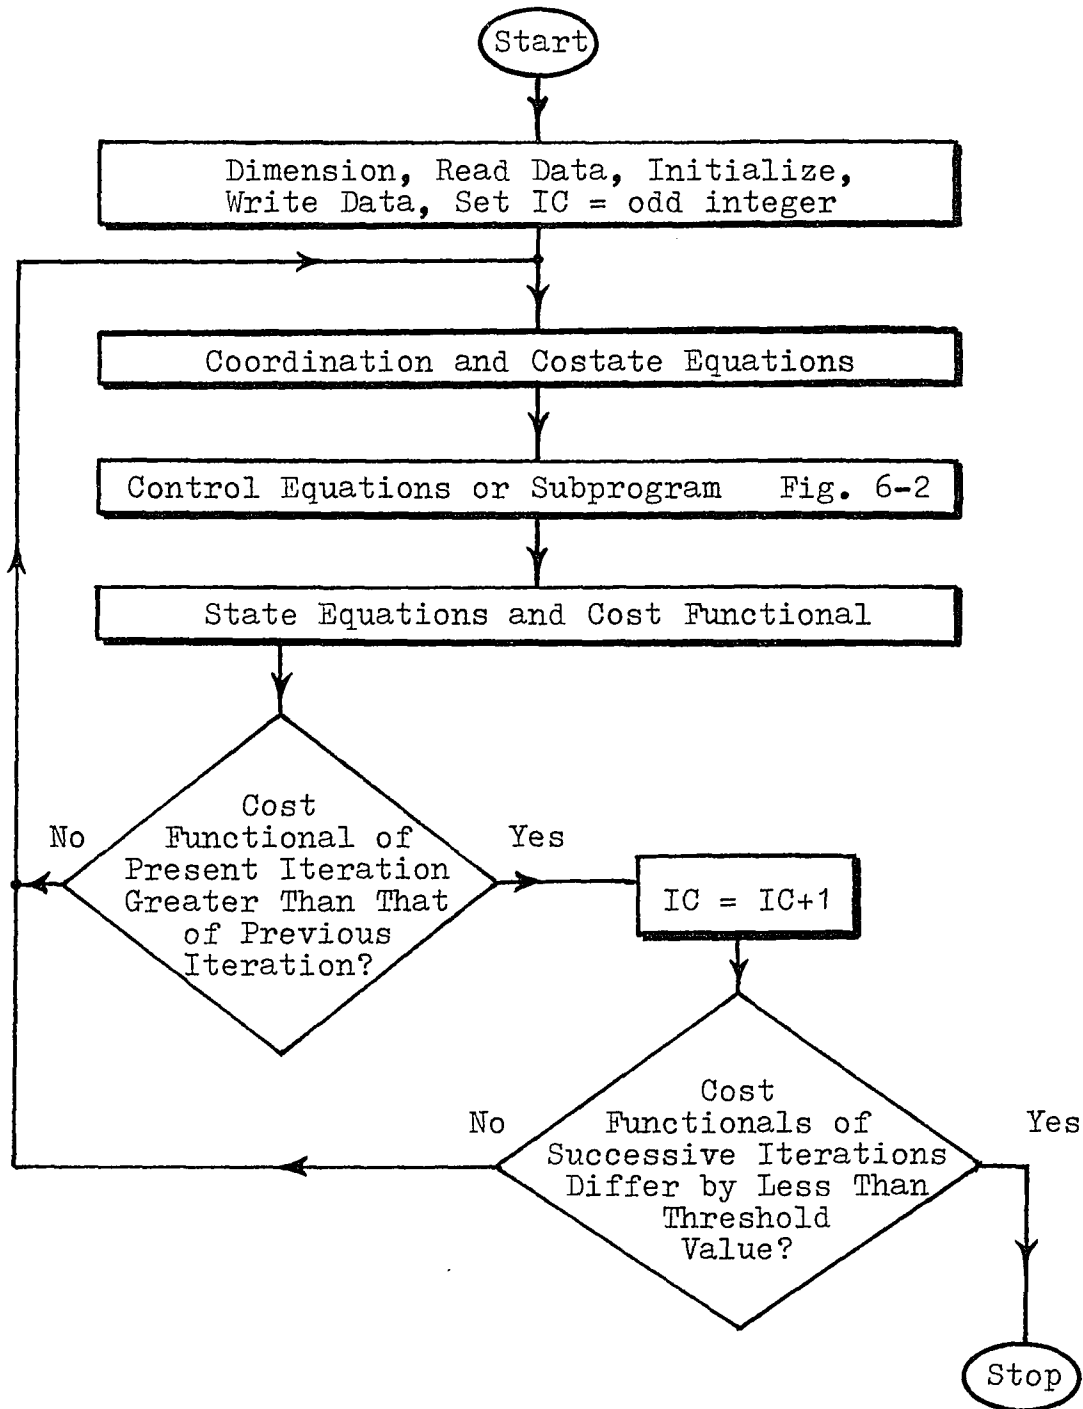 Start
Dimension, Read Data, Initialize,
Write Data, Set IC = odd integer
Coordination and Costate Equations
Control Equations or Subprogram Fig. 6-2
State Equations and Cost Functional
No
Yes
Cost
Functional of
Present Iteration
Greater Than That
of Previous
Iteration?
IC = IC+1
No
Yes
Cost
Functionals of
Successive Iterations
Differ by Less Than
Threshold
Value?
Stop